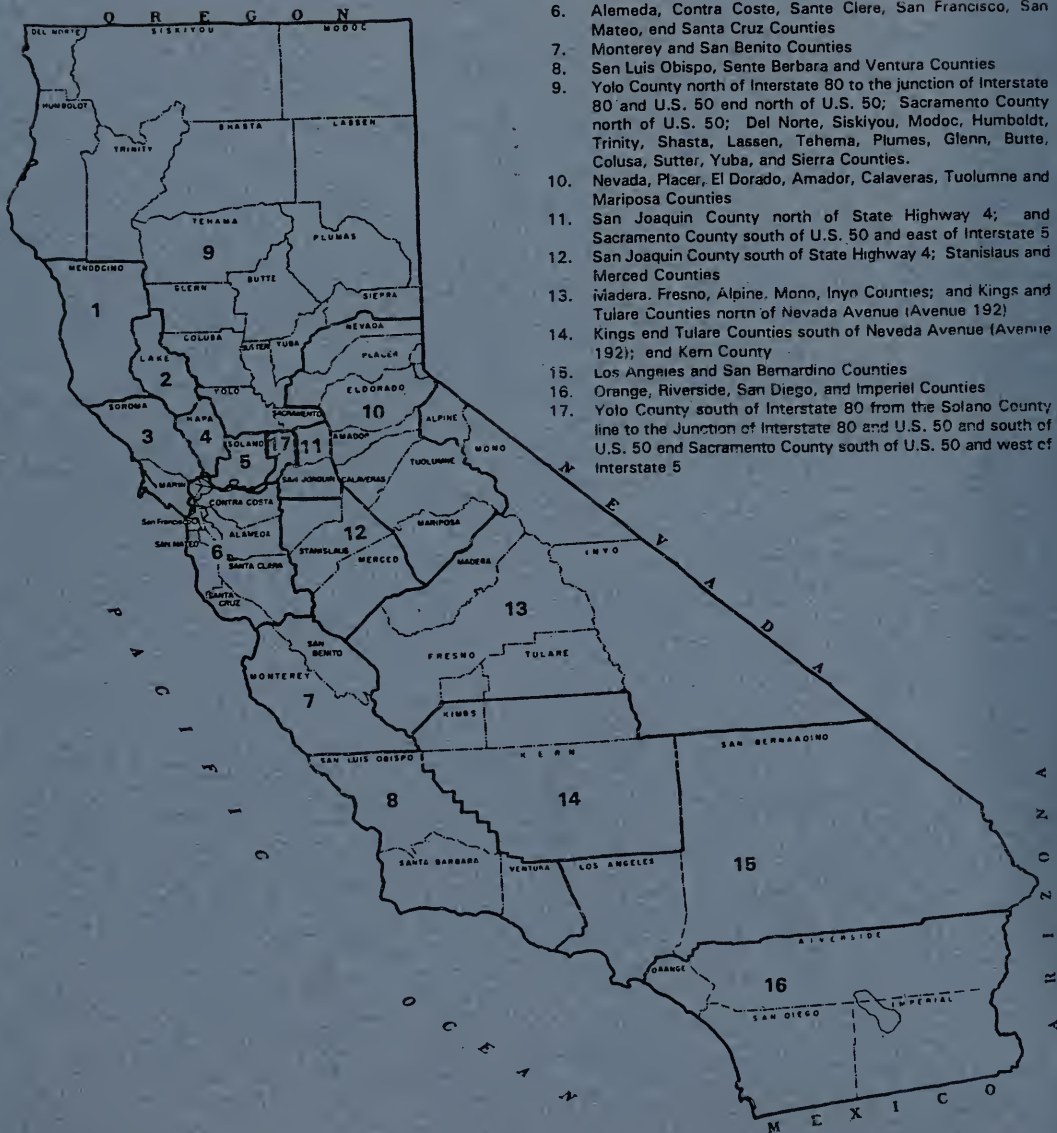 6. Alemeda, Contra Coste, Sante Clere, San Francisco, San
Mateo, end Santa Cruz Counties
7. Monterey and San Benito Counties
8. Sen Luis Obispo, Sente Berbara and Ventura Counties
9. Yolo County north of Interstate 80 to the junction of Interstate
80 and U.S. 50 end north of U.S. 50; Sacramento County
north of U.S. 50; Del Norte, Siskiyou, Modoc, Humboldt,
Trinity, Shasta, Lassen, Tehema, Plumes, Glenn, Butte,
Colusa, Sutter, Yuba, and Sierra Counties.
10. Nevada, Placer, El Dorado, Amador, Calaveras, Tuolumne and
Mariposa Counties
11. San Joaquin County north of State Highway 4; and
Sacramento County south of U.S. 50 and east of Interstate 5
12. San Joaquin County south of State Highway 4; Stanislaus and
Merced Counties
13. Madera. Fresno, Alpine. Mono, Inyo Counties; and Kings and
Tulare Counties north of Nevada Avenue (Avenue 192)
14. Kings end Tulare Counties south of Neveda Avenue (Avenue
192); end Kern County
15. Los Angeles and San Bernardino Counties
16. Orange, Riverside, San Diego, and Imperiel Counties
17. Yolo County south of Interstate 80 from the Solano County
line to the Junction of Interstate 80 and U.S. 50 and south of
U.S. 50 end Sacramento County south of U.S. 50 and west of
Interstate 5
OREGON
DEL NORTE
SISKIYOU
MODOC
HUMBOLDT
TRINITY
SHASTA
LASSEN
TEHAMA
9
PLUMAS
MENDOCINO
1
GLENN
BUTTE
SIERRA
NEVADA
COLUSA
SUTTER
YUBA
PLACER
LAKE
2
YOLO
ELDORADO
10
ALPINE
SONOMA
3
NAPA
4
SACRAMENTO
SOLANO
5
17
11
AMADOR
MONO
TUOLUMNE
MARIN
SAN JOAQUIN
CALAVERAS
CONTRA COSTA
San Francisco
ALAMEDA
SAN MATEO
6
SANTA CLARA
STANISLAUS
12
MERCED
MARIPOSA
MADERA
INYO
SANTA
CRUZ
13
SAN
BENITO
FRESNO
TULARE
MONTEREY
7
KINGS
SAN LUIS OBISPO
KERN
SAN BERNARDINO
8
14
SANTA BARBARA
VENTURA
LOS ANGELES
15
RIVERSIDE
ORANGE
16
SAN DIEGO
IMPERIAL
NEVADA
PACIFIC
OCEAN
ARIZONA
MEXICO